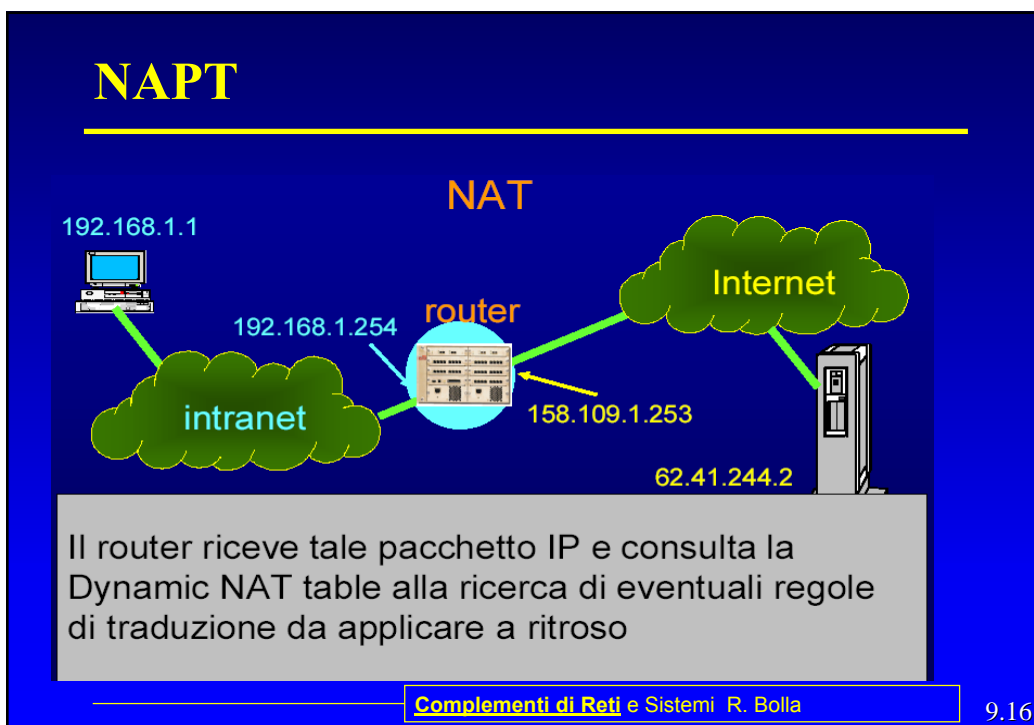 NAPT
NAT
192.168.1.1
Internet
router
192.168.1.254
intranet
158.109.1.253
62.41.244.2
Il router riceve tale pacchetto IP e consulta la
Dynamic NAT table alla ricerca di eventuali regole
di traduzione da applicare a ritroso
Complementi di Reti e Sistemi R. Bolla
9.16